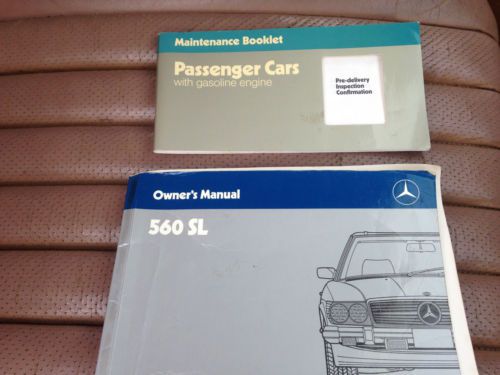 Maintenance Booklet
Passenger Cars
with gasoline engine
Pre-delivery
Inspection
Confirmation
Owner's Manual
560 SL